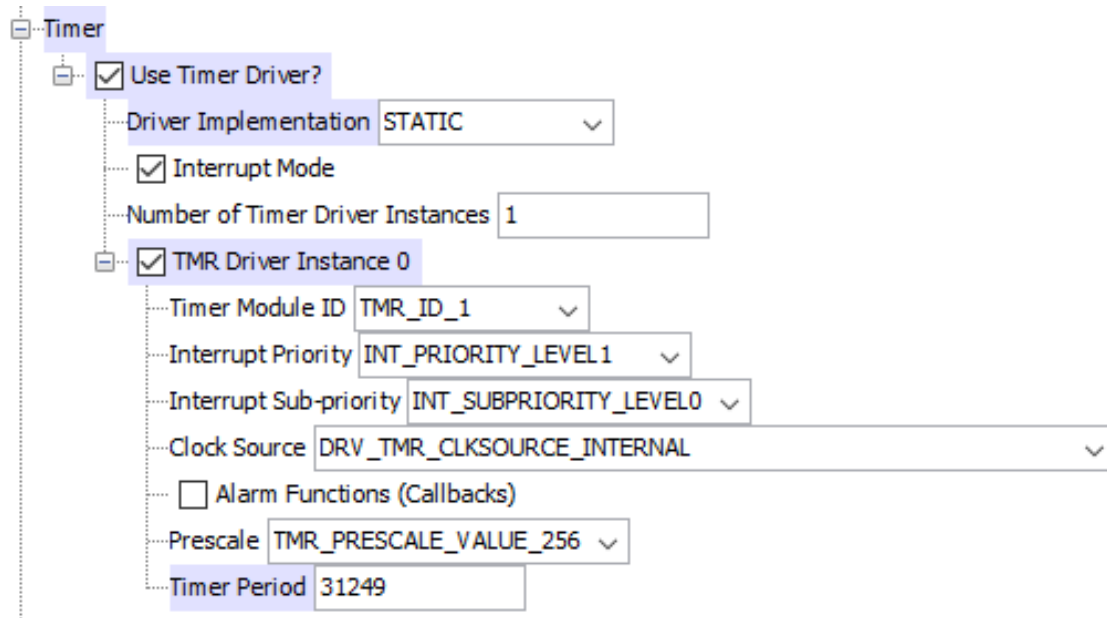 Timer
Use Timer Driver?
Driver Implementation STATIC
Interrupt Mode
Number of Timer Driver Instances 1
TMR Driver Instance 0
Timer Module ID TMR_ID_1
Interrupt Priority INT_PRIORITY_LEVEL1
Interrupt Sub-priority INT_SUBPRIORITY_LEVEL0
Clock Source DRV_TMR_CLKSOURCE_INTERNAL
Alarm Functions (Callbacks)
Prescale TMR_PRESCALE_VALUE_256
Timer Period 31249